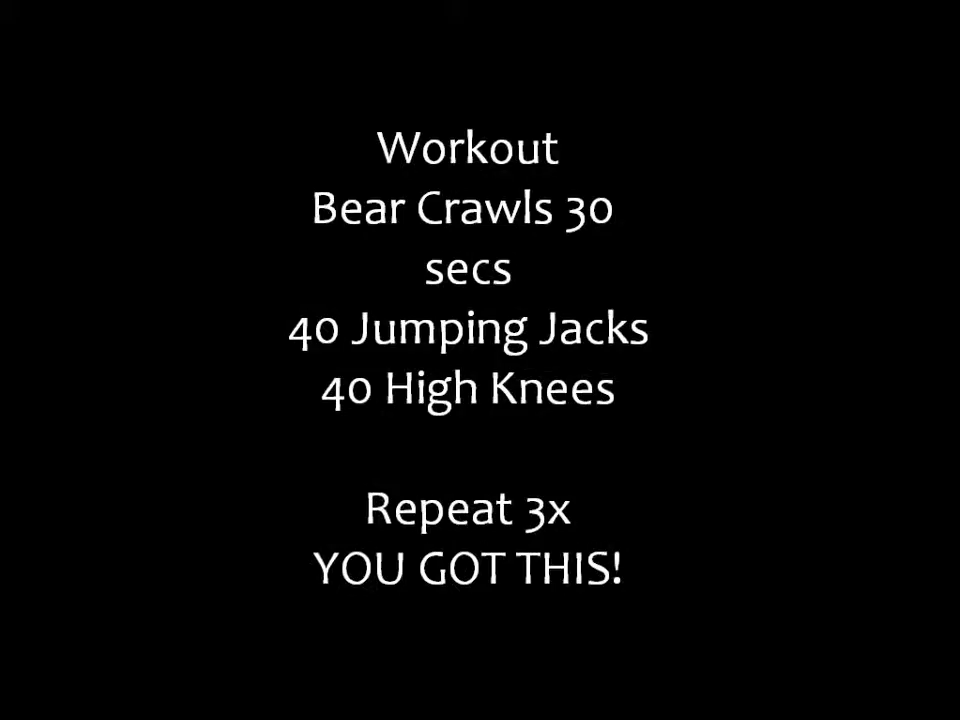 Workout
Bear Crawls 30
secs
40 Jumping Jacks
40 High Knees
Repeat 3x
YOU GOT THIS!